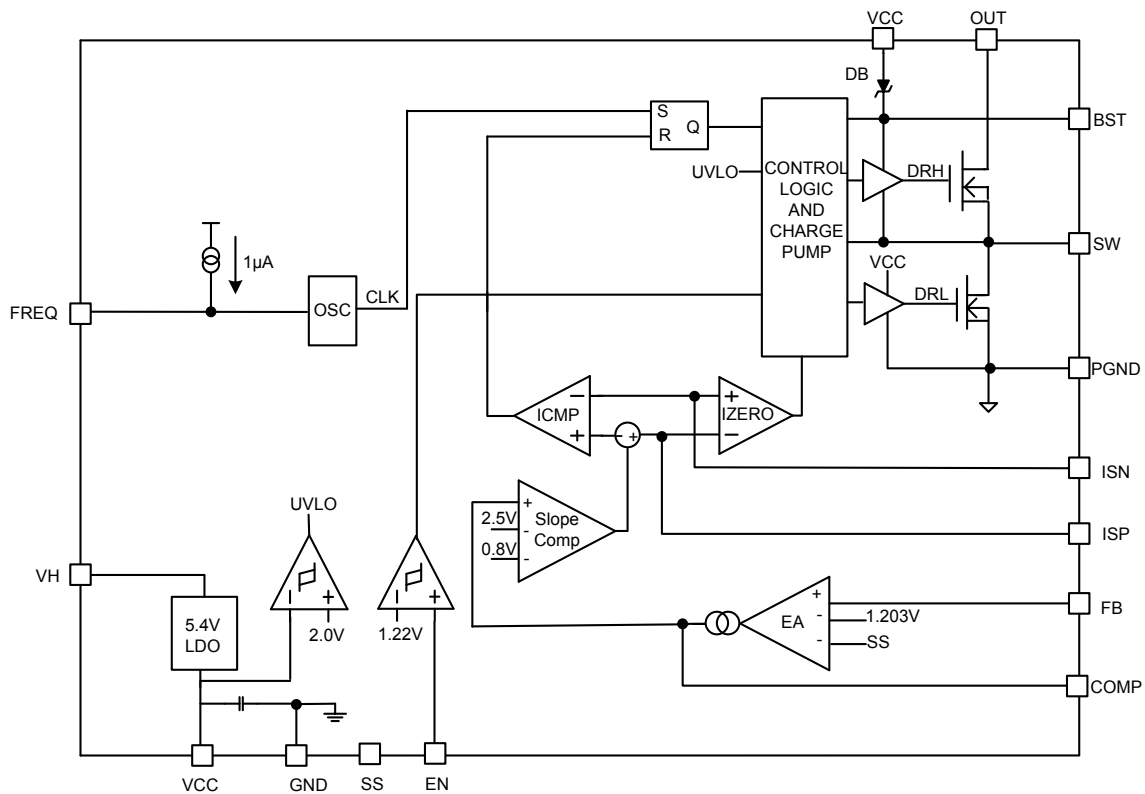 VCC
OUT
DB
S
R
Q
BST
UVLO
CONTROL
LOGIC
AND
CHARGE
PUMP
DRH
SW
1µA
VCC
FREQ
OSC
CLK
DRL
PGND
ICMP
−
+
- +
+
−
IZERO
ISN
UVLO
+
2.5V
-
0.8V
-
Slope
Comp
ISP
VH
5.4V
LDO
− +
2.0V
− +
1.22V
EA
+
-
-
1.203V
SS
FB
COMP
VCC
GND
SS
EN